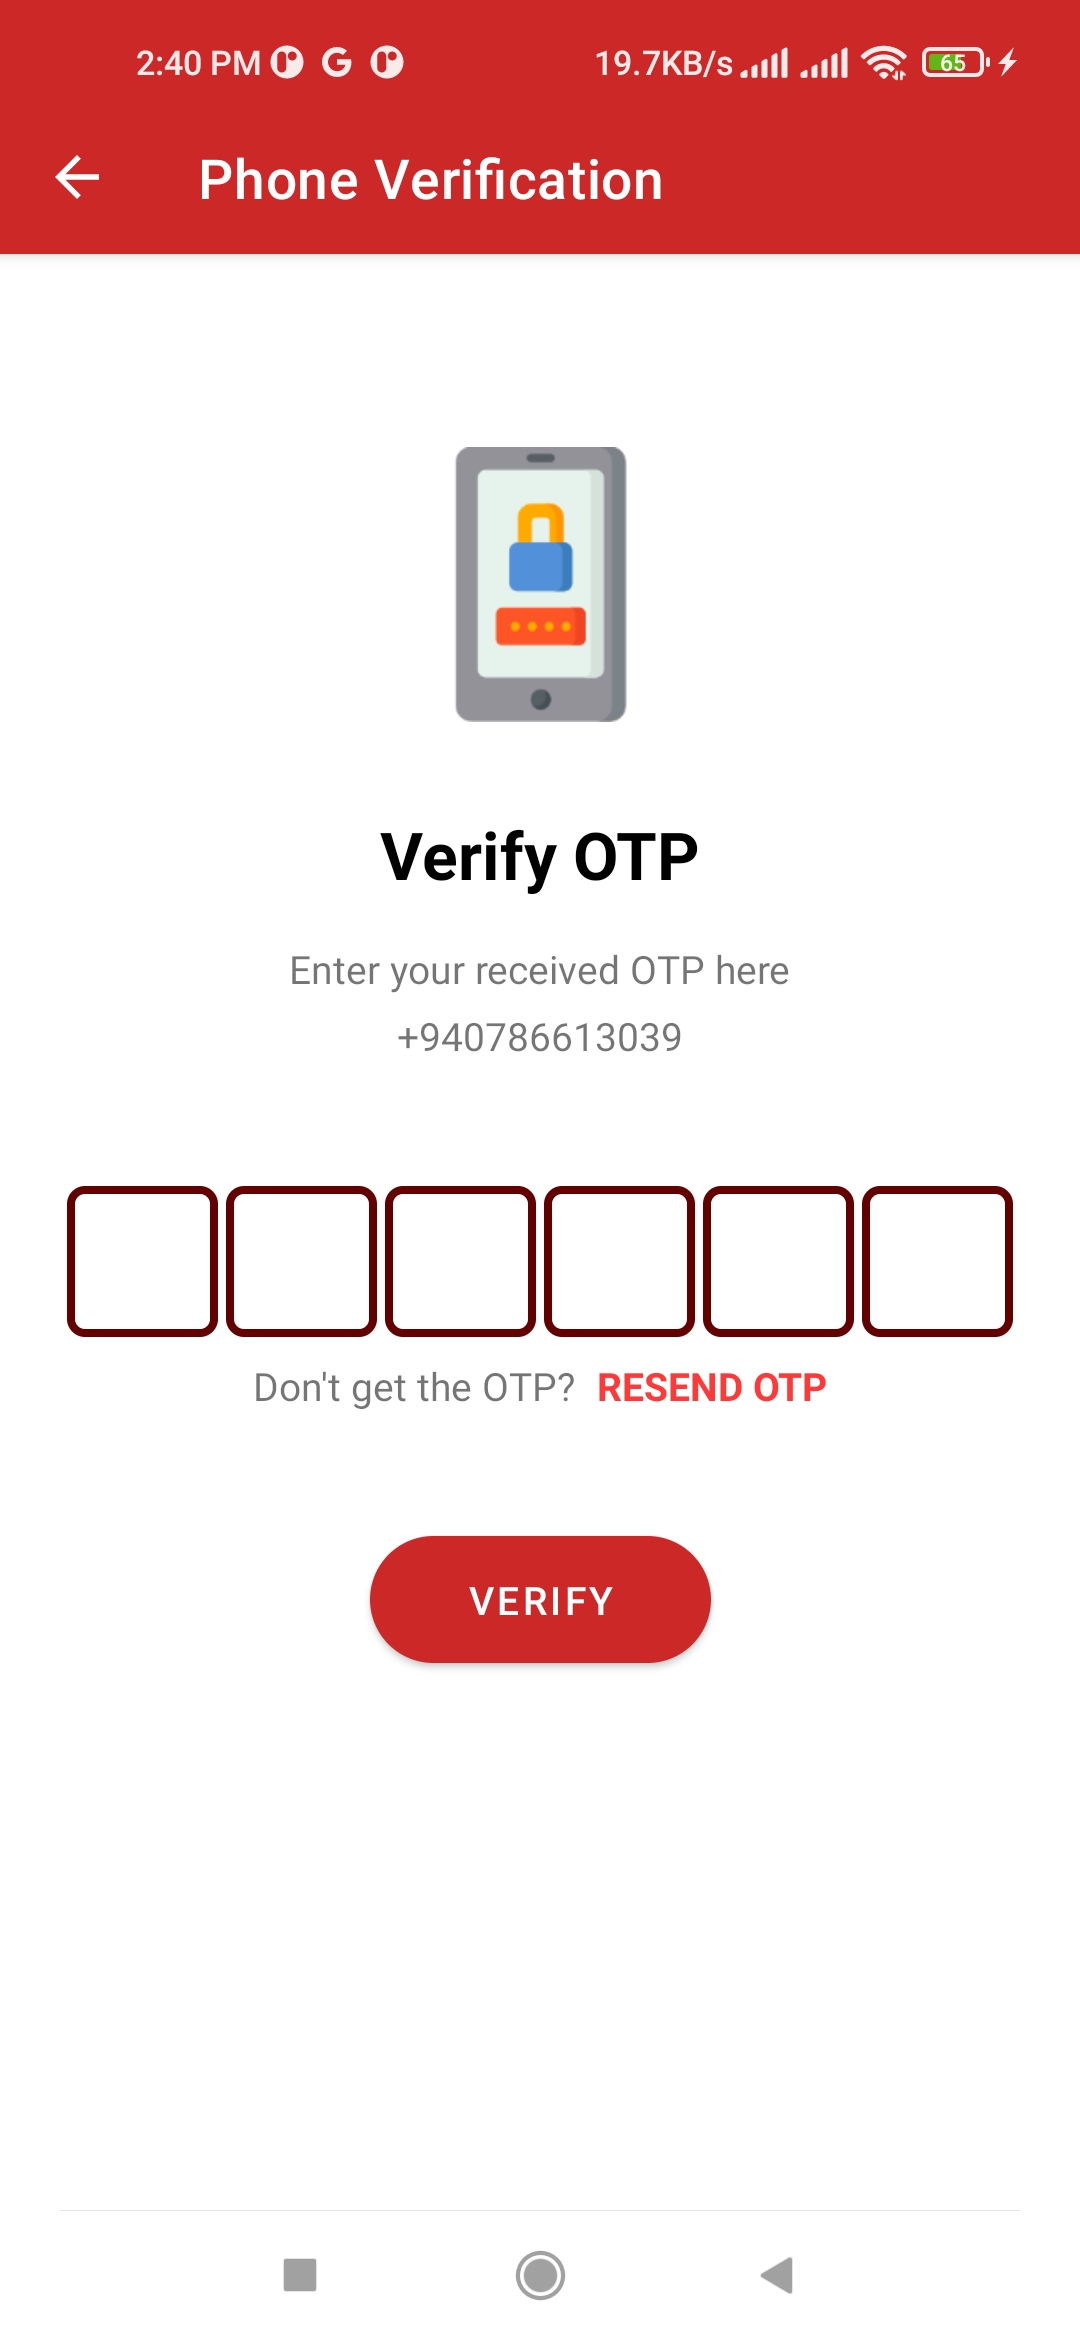 2:40 PM G 19.7KB/s 65
Phone Verification
Verify OTP
Enter your received OTP here
+940786613039
Don't get the OTP? RESEND OTP
VERIFY